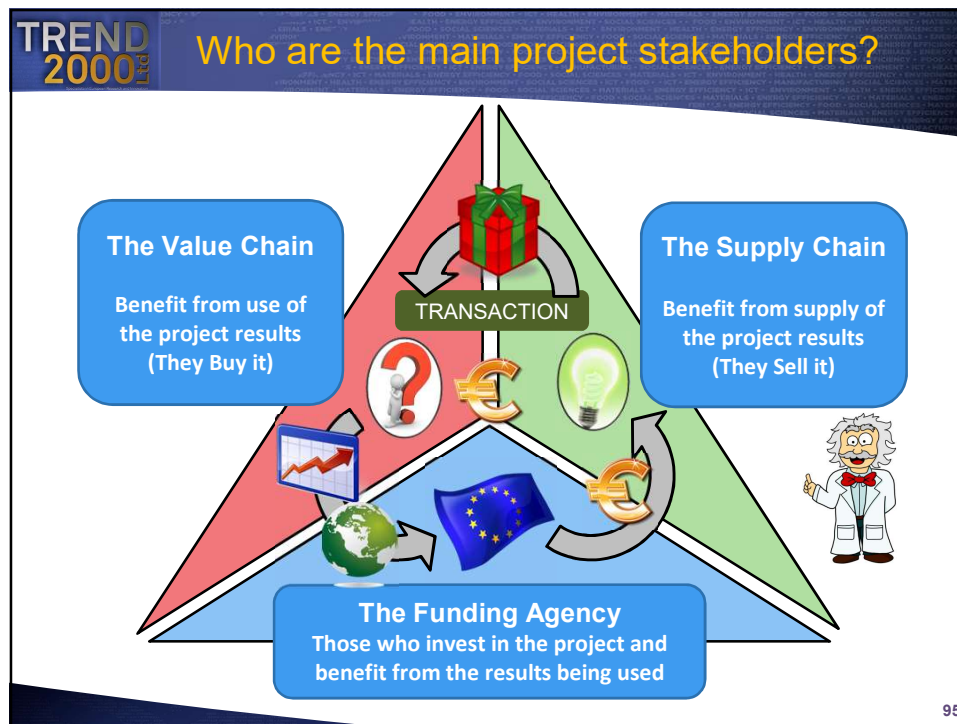 TREND
2000 Ltd
Who are the main project stakeholders?
The Value Chain
Benefit from use of
the project results
(They Buy it)
TRANSACTION
The Supply Chain
Benefit from supply of
the project results
(They Sell it)
The Funding Agency
Those who invest in the project and
benefit from the results being used
95